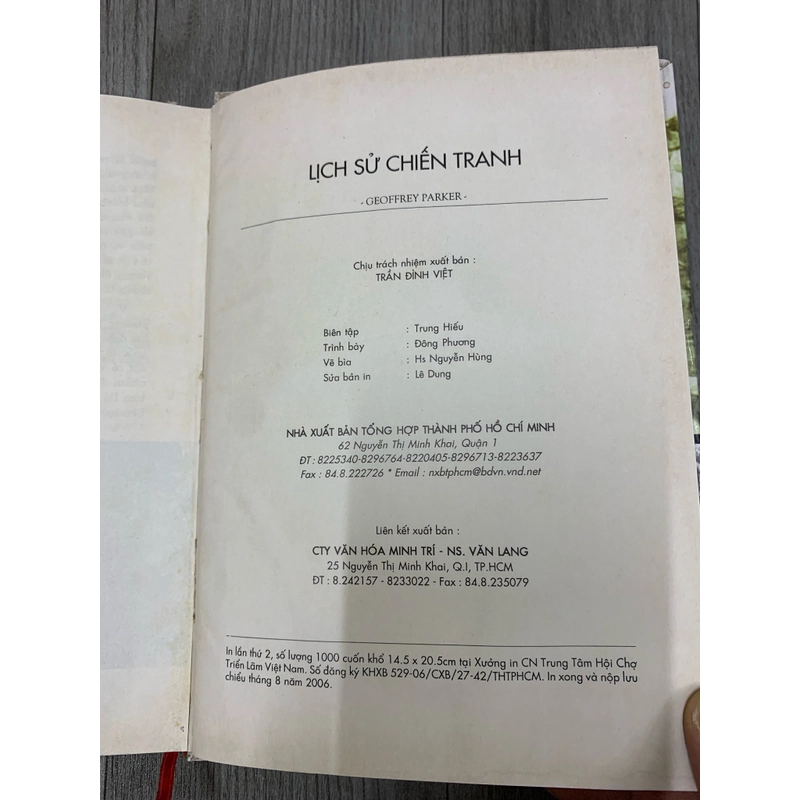 LỊCH SỬ CHIẾN TRANH
- GEOFFREY PARKER -
Chịu trách nhiệm xuất bản :
TRẦN ĐÌNH VIỆT
Biên tập : Trung Hiếu
Trình bày : Đông Phương
Vẽ bìa : Hs Nguyễn Hùng
Sửa bản in : Lê Dung
NHÀ XUẤT BẢN TỔNG HỢP THÀNH PHỐ HỒ CHÍ MINH
62 Nguyễn Thị Minh Khai, Quận 1
ĐT : 8225340-8296764-8220405-8296713-8223637
Fax : 84.8.222726 * Email : nxbtphcm@bdvn.vnd.net
Liên kết xuất bản :
CTY VĂN HÓA MINH TRÍ - NS. VĂN LANG
25 Nguyễn Thị Minh Khai, Q.I, TP.HCM
ĐT : 8.242157 - 8233022 - Fax : 84.8.235079
In lần thứ 2, số lượng 1000 cuốn khổ 14.5 x 20.5cm tại Xưởng in CN Trung Tâm Hội Chợ
Triển Lãm Việt Nam. Số đăng ký KHXB 529-06/CXB/27-42/THTPHCM. In xong và nộp lưu
chiểu tháng 8 năm 2006.